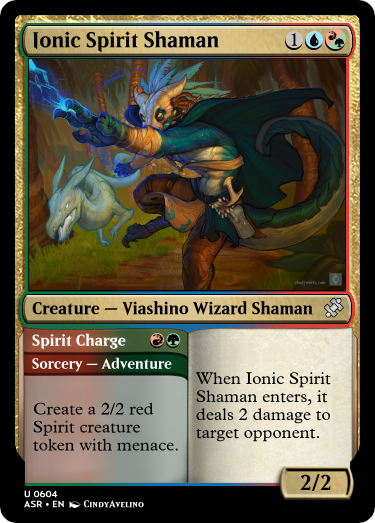 Ionic Spirit Shaman
1
Creature — Viashino Wizard Shaman
Spirit Charge
Sorcery — Adventure
Create a 2/2 red
Spirit creature
token with menace.
When Ionic Spirit
Shaman enters, it
deals 2 damage to
target opponent.
2/2
U 0604
ASR • EN CindyAvelino